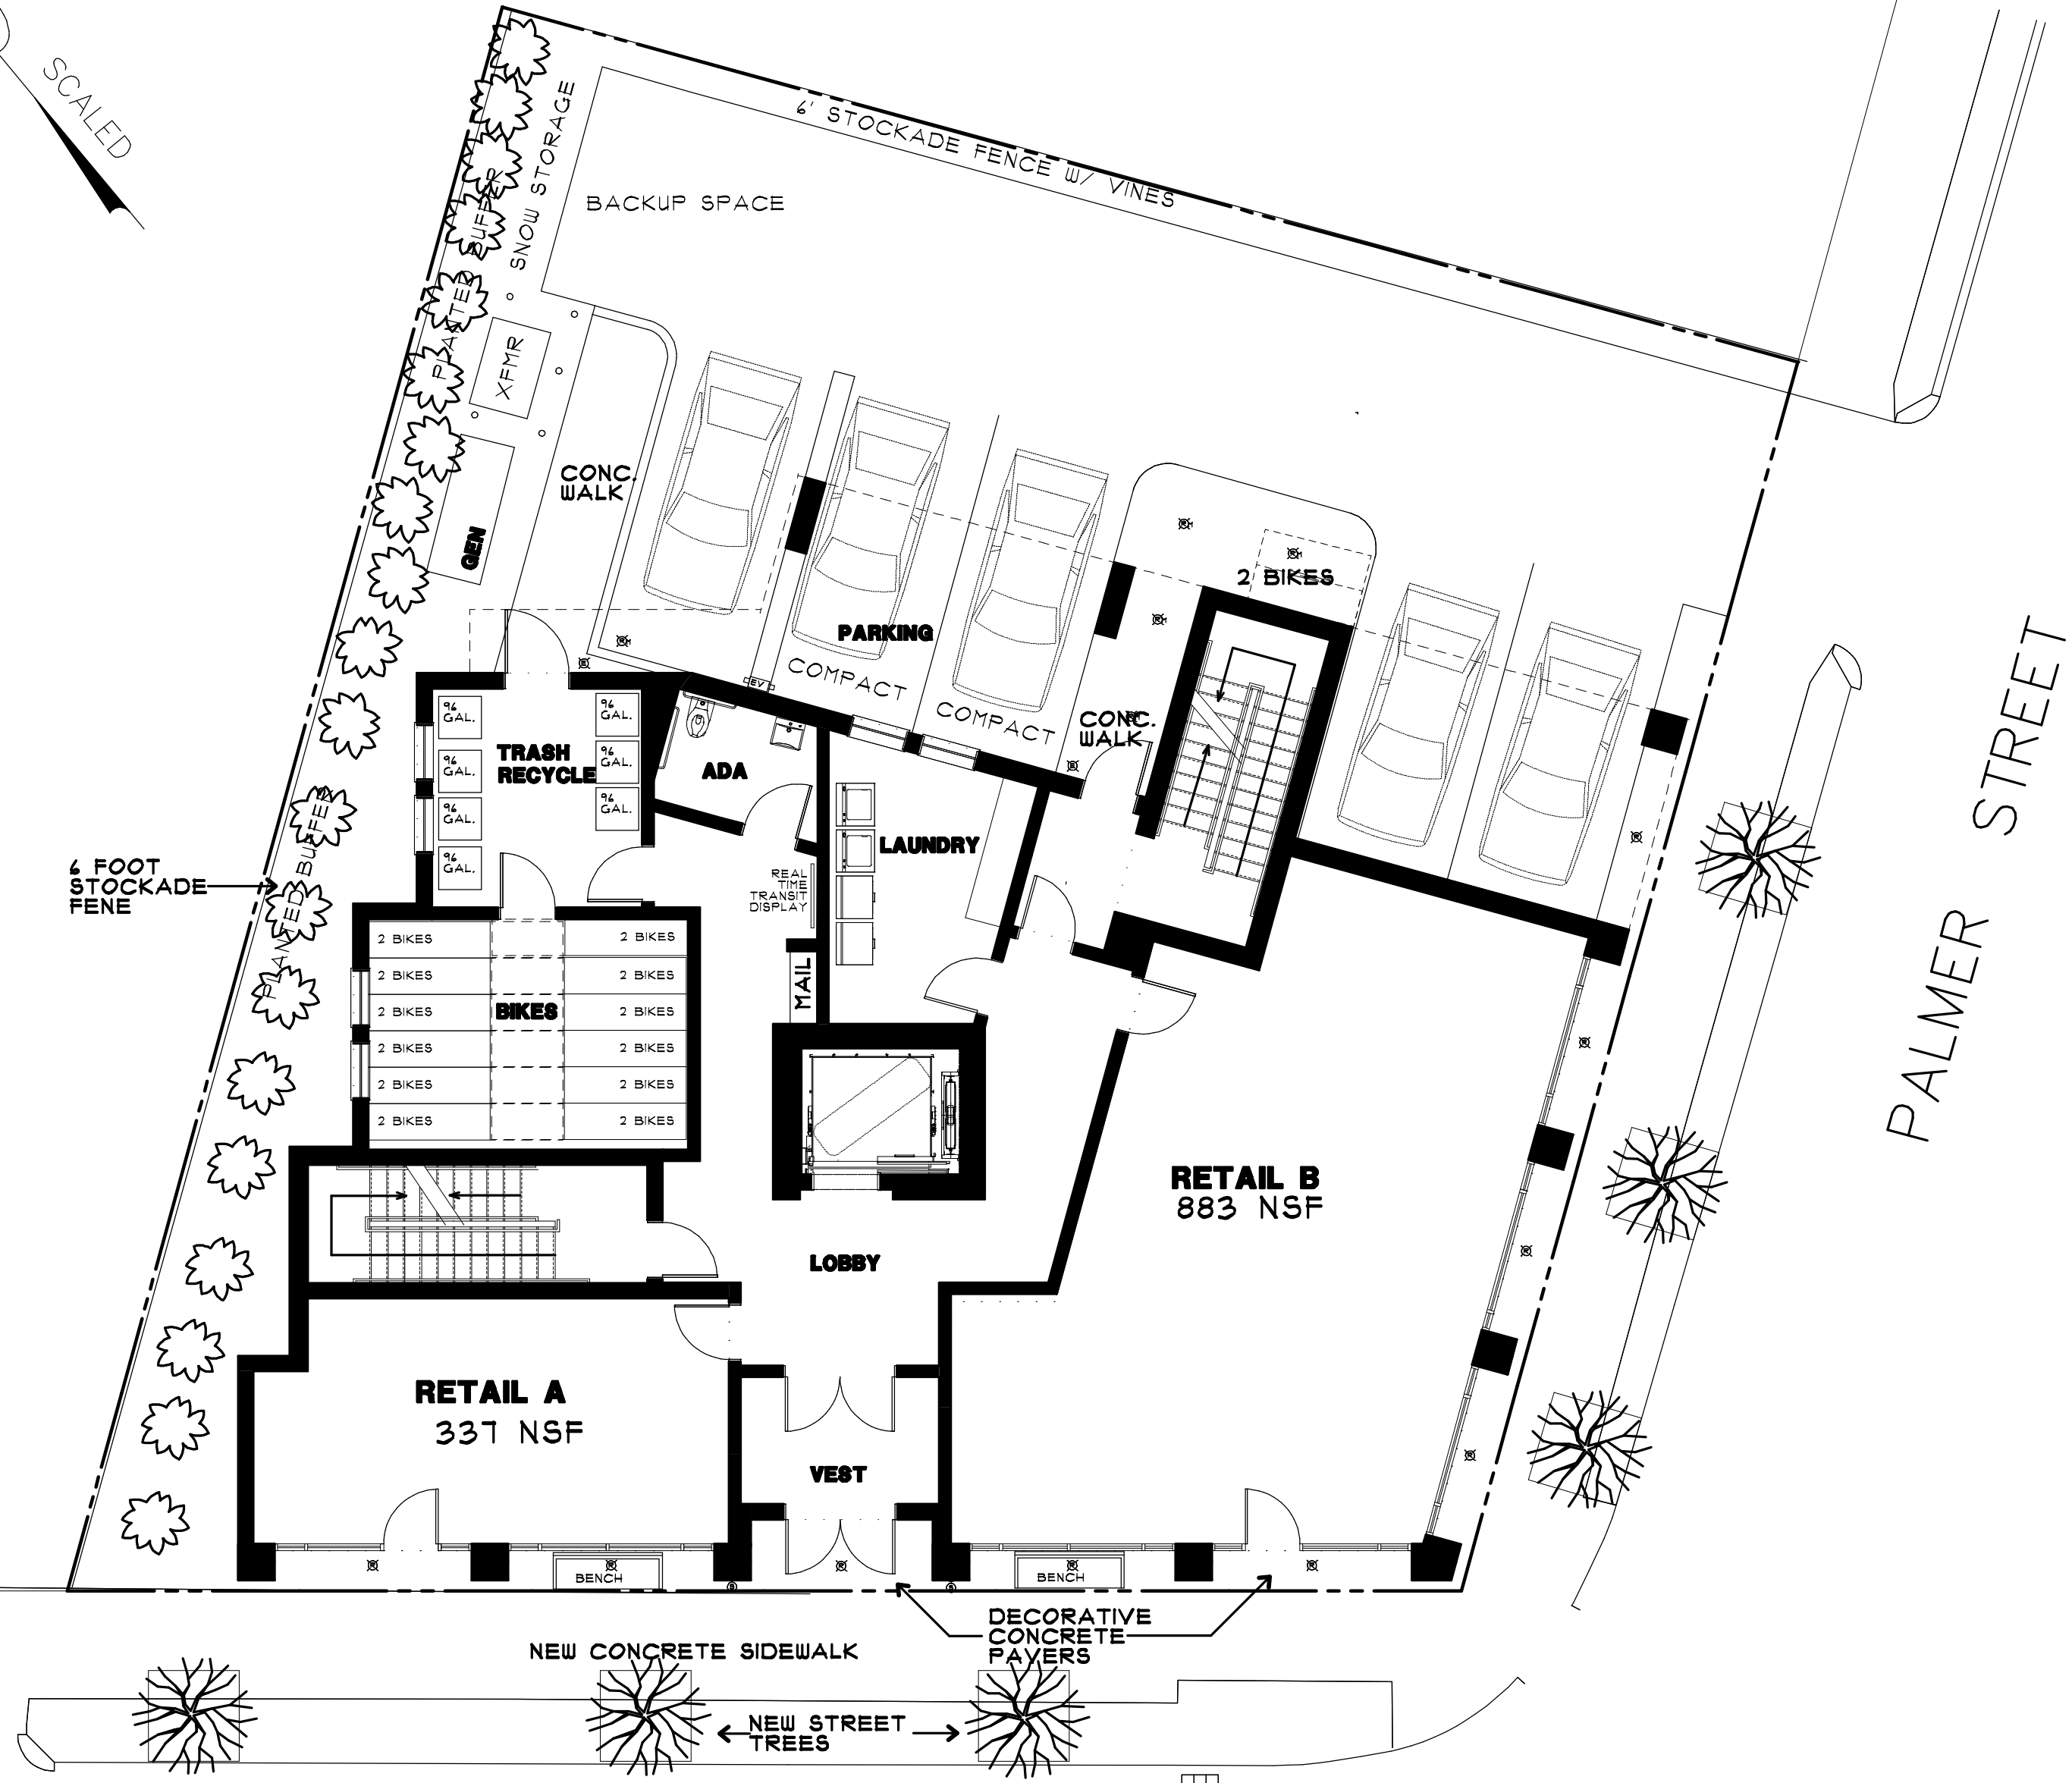 SCALED
6' STOCKADE FENCE W/ VINES
SNOW STORAGE
BACKUP SPACE
PLANTED BUFFER
XFMR
CONC.
WALK
GEN
2 BIKES
PARKING
COMPACT
COMPACT
EV
CONC.
WALK
PALMER STREET
96
GAL.
96
GAL.
96
GAL.
96
GAL.
96
GAL.
96
GAL.
96
GAL.
TRASH
RECYCLE
ADA
LAUNDRY
REAL
TIME
TRANSIT
DISPLAY
MAIL
6 FOOT
STOCKADE
FENE
PLANTED BUFFER
2 BIKES 2 BIKES
2 BIKES 2 BIKES
2 BIKES BIKES 2 BIKES
2 BIKES 2 BIKES
2 BIKES 2 BIKES
2 BIKES 2 BIKES
RETAIL B
883 NSF
LOBBY
RETAIL A
337 NSF
VEST
BENCH
BENCH
DECORATIVE
CONCRETE
PAVERS
NEW CONCRETE SIDEWALK
NEW STREET
TREES